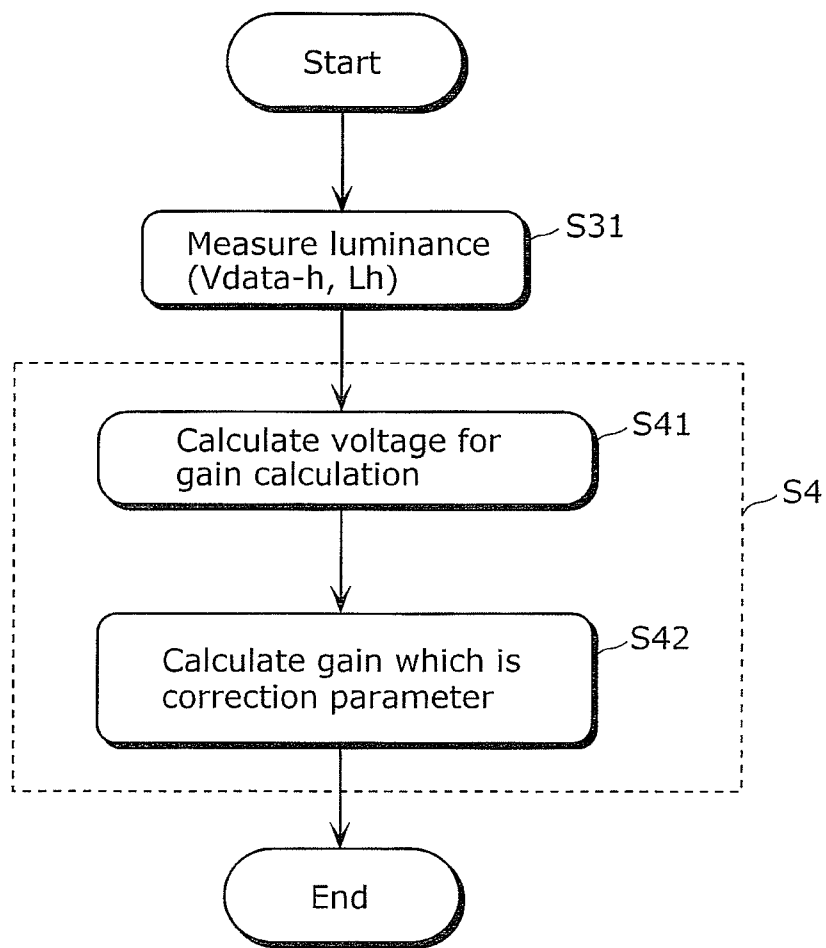 Start
Measure luminance
(Vdata-h, Lh)
S31
Calculate voltage for
gain calculation
S41
S4
Calculate gain which is
correction parameter
S42
End